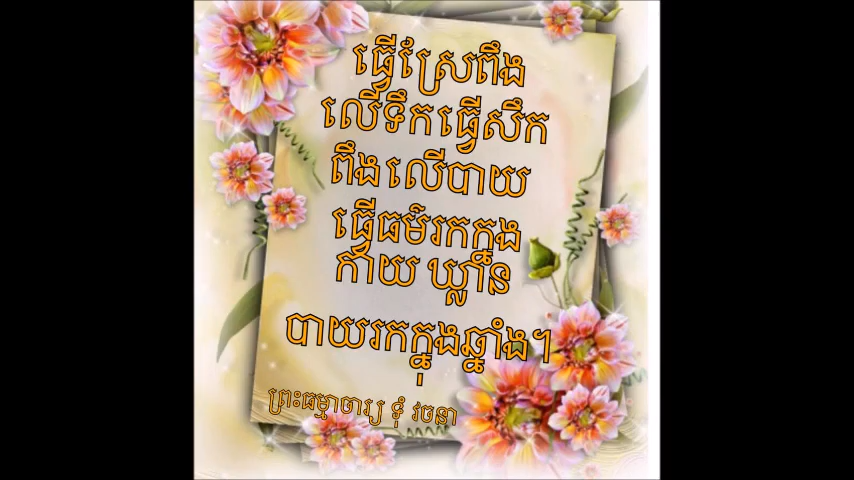 ធ្វើស្រែពឹង
លើទឹក ធ្វើសឹក
ពឹង លើបាយ
ធ្វើធម៌រកក្នុង
កាយ ឃ្លាន
បាយរកក្នុងឆ្នាំង។
ព្រះធម្មាចារ្យ ទុំ វចនា